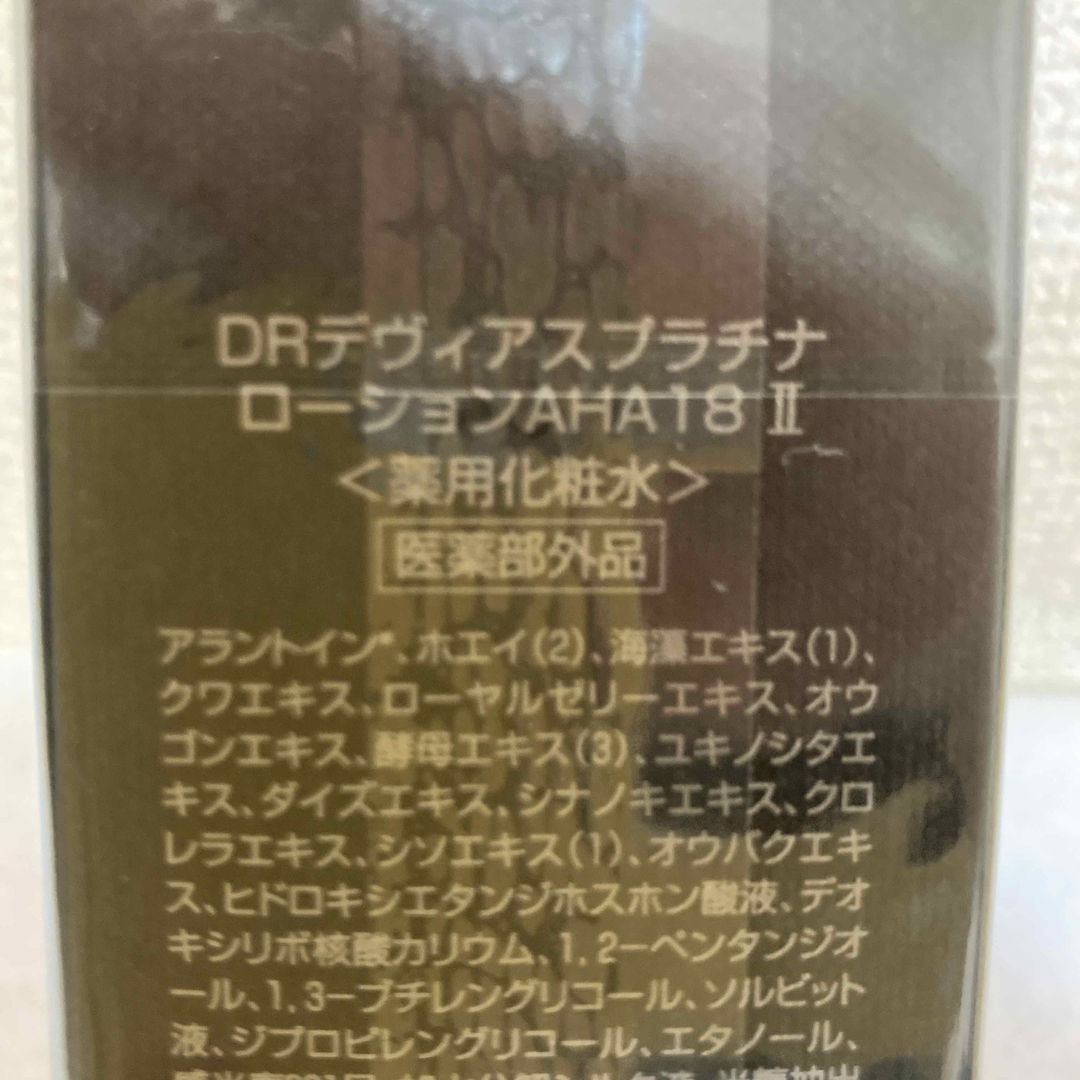 DRデヴィアスプラチナ
ローションAHA18 Ⅱ
＜薬用化粧水＞
医薬部外品
アラントイン*、ホエイ(2)、海藻エキス(1)、
クワエキス、ローヤルゼリーエキス、オウ
ゴンエキス、酵母エキス(3)、ユキノシタエ
キス、ダイズエキス、シナノキエキス、クロ
レラエキス、シソエキス(1)、オウバクエキ
ス、ヒドロキシエタンジホスホン酸液、デオ
キシリボ核酸カリウム、1,2－ペンタンジオ
ール、1,3－ブチレングリコール、ソルビット
液、ジプロピレングリコール、エタノール、